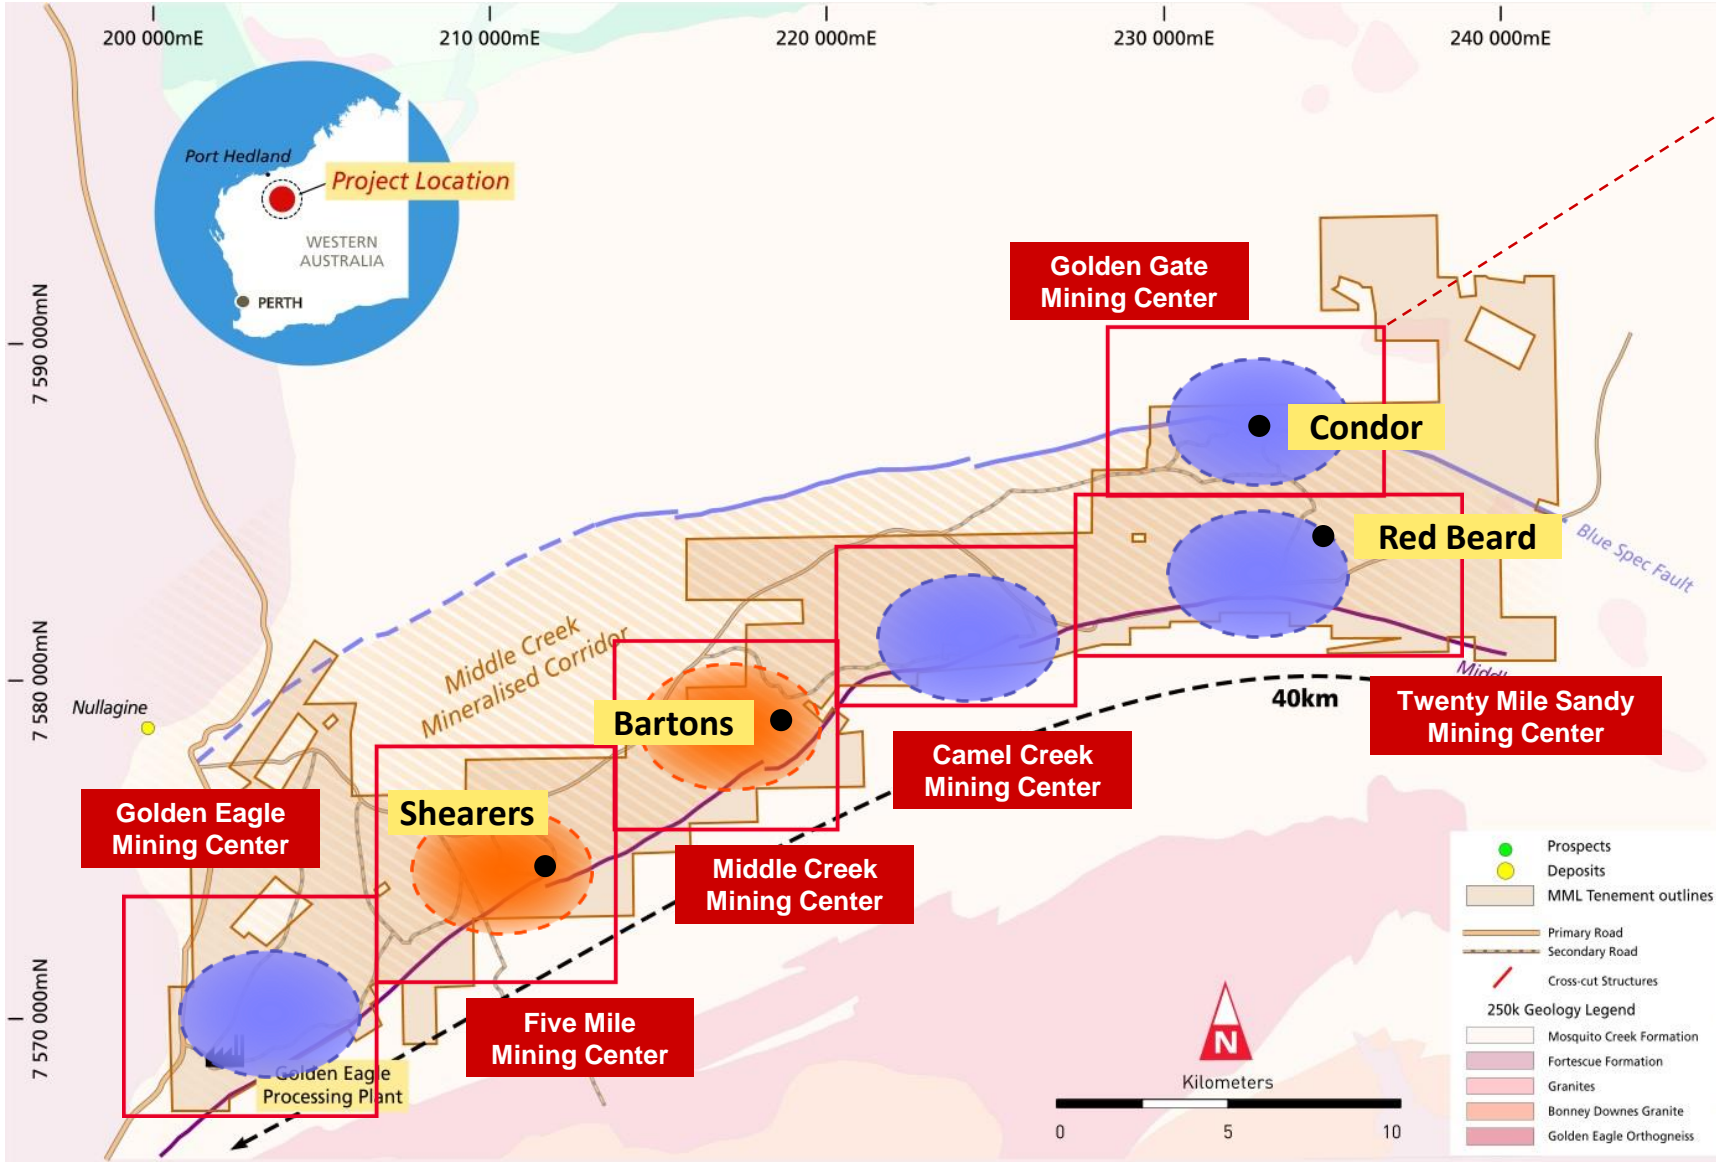 200 000mE
210 000mE
220 000mE
230 000mE
240 000mE
Port Hedland
Project Location
WESTERN
AUSTRALIA
PERTH
7 590 000mN
7 580 000mN
7 570 000mN
Golden Gate
Mining Center
Condor
Red Beard
Blue Spec Fault
Middle Creek
Mineralised Corridor
Nullagine
Bartons
40km
Twenty Mile Sandy
Mining Center
Camel Creek
Mining Center
Shearers
Golden Eagle
Mining Center
Middle Creek
Mining Center
Five Mile
Mining Center
Golden Eagle
Processing Plant
N
Kilometers
0
5
10
Prospects
Deposits
MML Tenement outlines
Primary Road
Secondary Road
Cross-cut Structures
250k Geology Legend
Mosquito Creek Formation
Fortescue Formation
Granites
Bonney Downes Granite
Golden Eagle Orthogneiss